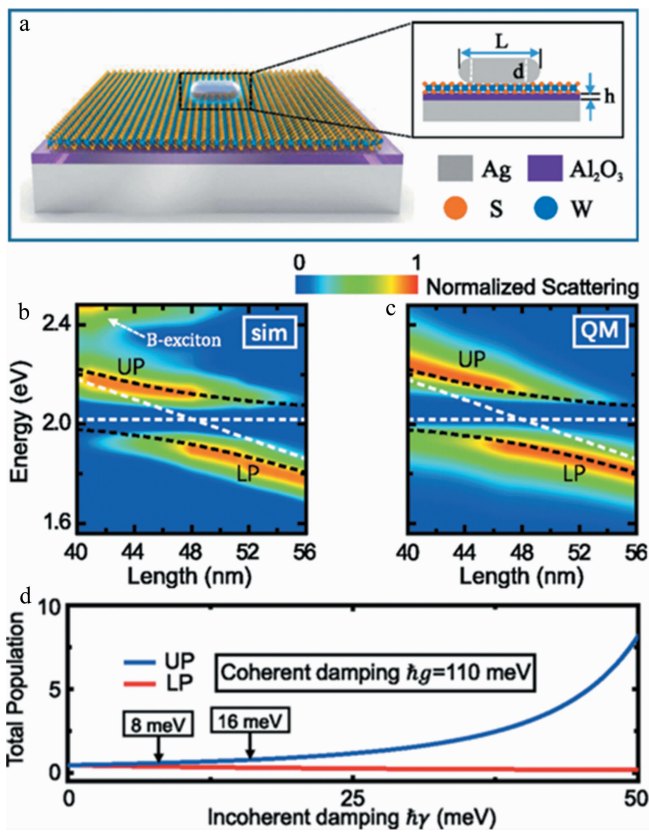 a
L
d
h
Ag
Al₂O₃
S
W
0
1
Normalized Scattering
b
B-exciton
sim
UP
LP
Energy (eV)
2.4
2.0
1.6
40
44
48
52
56
Length (nm)
c
QM
UP
LP
40
44
48
52
56
Length (nm)
d
Total Population
10
5
0
UP
LP
Coherent damping ℏg=110 meV
8 meV
16 meV
0
25
50
Incoherent damping ℏγ (meV)